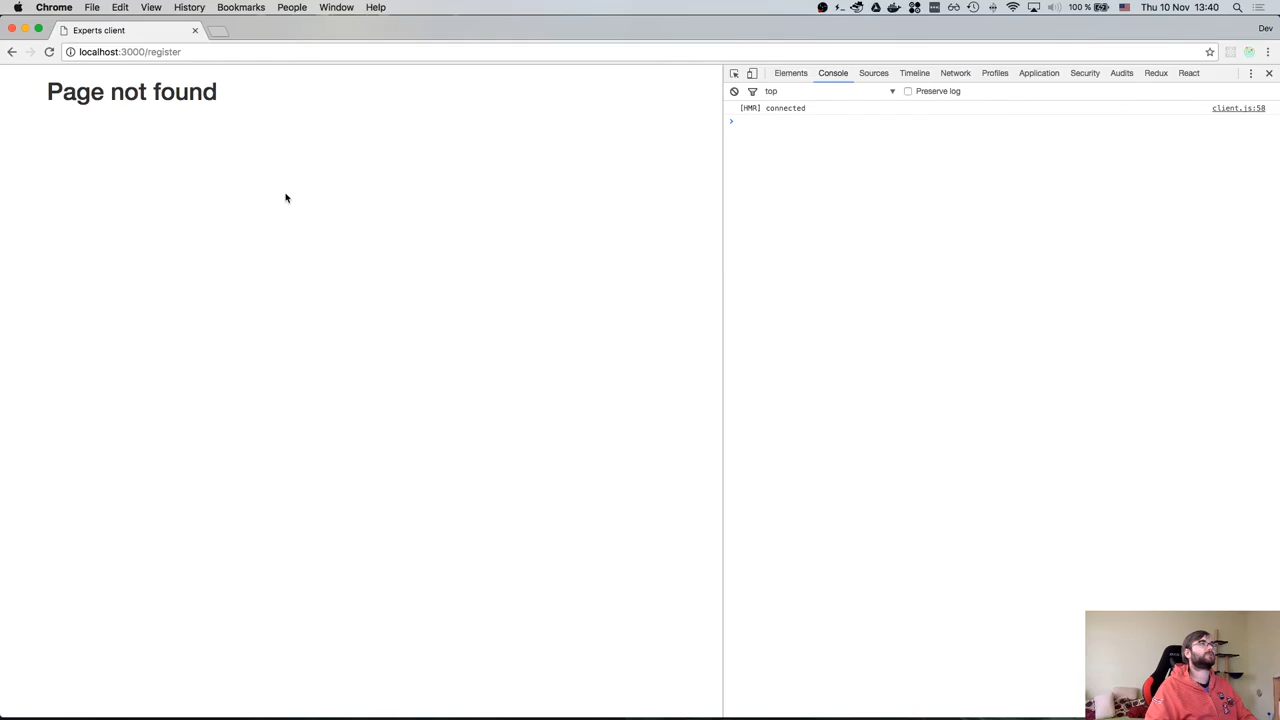 Chrome File Edit View History Bookmarks People Window Help 100 % Thu 10 Nov 13:40
Experts client Dev
localhost:3000/register
Page not found
Elements Console Sources Timeline Network Profiles Application Security Audits Redux React
top Preserve log
[HMR] connected client.js:58